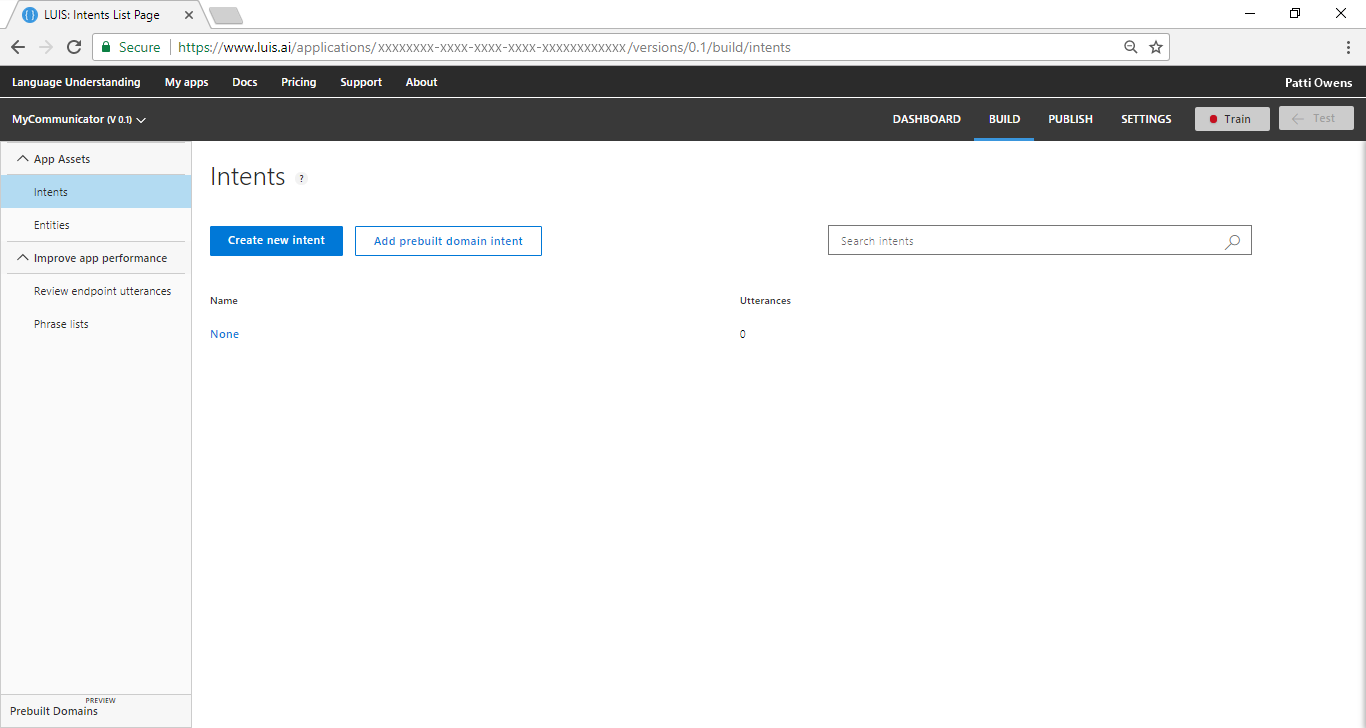 LUIS: Intents List Page
Secure https://www.luis.ai/applications/xxxxxxxx-xxxx-xxxx-xxxx-xxxxxxxxxxxx/versions/0.1/build/intents
Language Understanding My apps Docs Pricing Support About Patti Owens
MyCommunicator (V 0.1) DASHBOARD BUILD PUBLISH SETTINGS Train Test
App Assets
Intents
Entities
Improve app performance
Review endpoint utterances
Phrase lists
PREVIEW
Prebuilt Domains
Intents ?
Create new intent Add prebuilt domain intent Search intents
Name Utterances
None 0